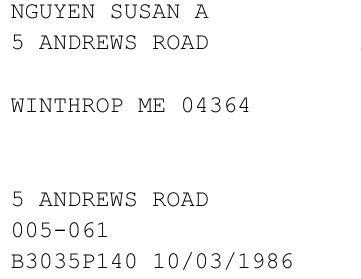 NGUYEN SUSAN A
5 ANDREWS ROAD
WINTHROP ME 04364
5 ANDREWS ROAD
005-061
B3035P140 10/03/1986